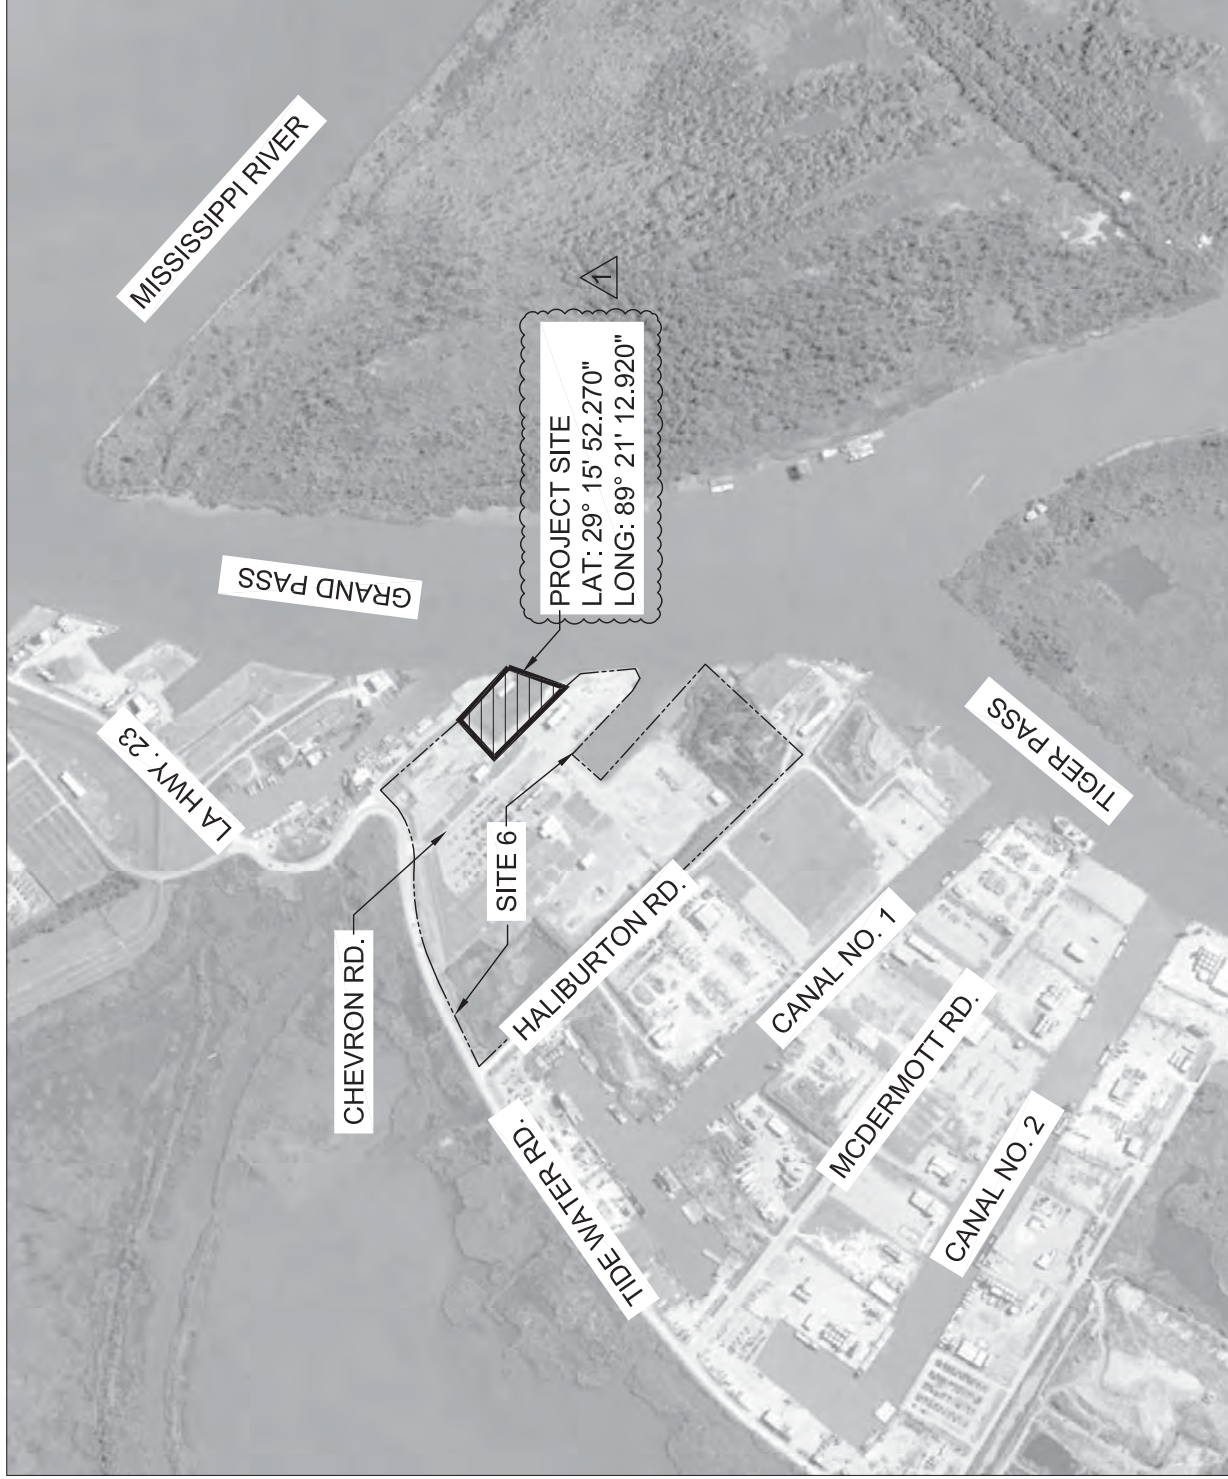 MISSISSIPPI RIVER
GRAND PASS
LA HWY. 23
PROJECT SITE
LAT: 29° 15' 52.270"
LONG: 89° 21' 12.920"
1
CHEVRON RD.
SITE 6
HALIBURTON RD.
TIGER PASS
CANAL NO. 1
TIDE WATER RD.
MCDERMOTT RD.
CANAL NO. 2